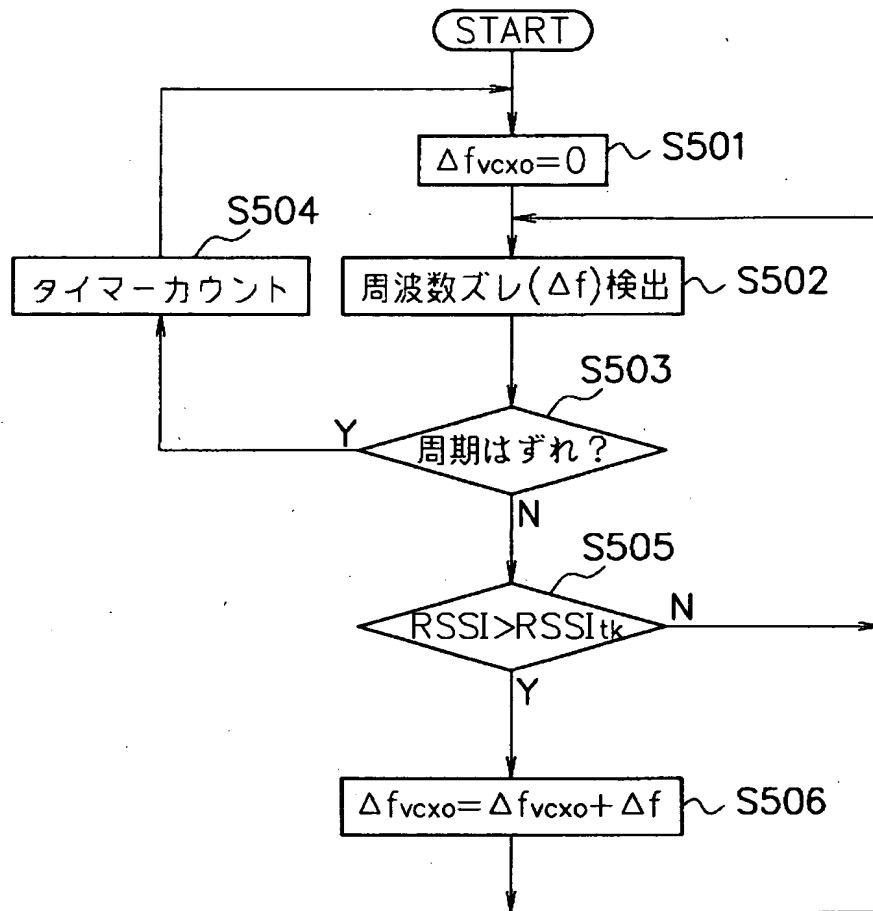 START
Δfvcxo=0
S501
S504
タイマーカウント
周波数ズレ(Δf)検出
S502
S503
Y
周期はずれ?
N
S505
RSSI>RSSItk
N
Y
Δfvcxo=Δfvcxo+Δf
S506